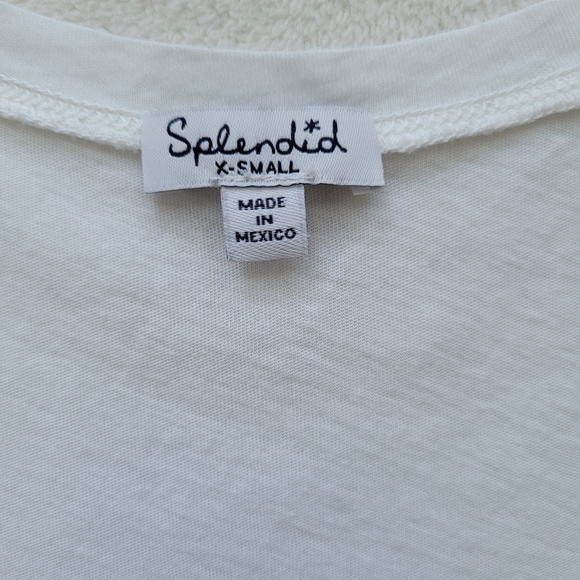 Splendid
X-SMALL
MADE
IN
MEXICO